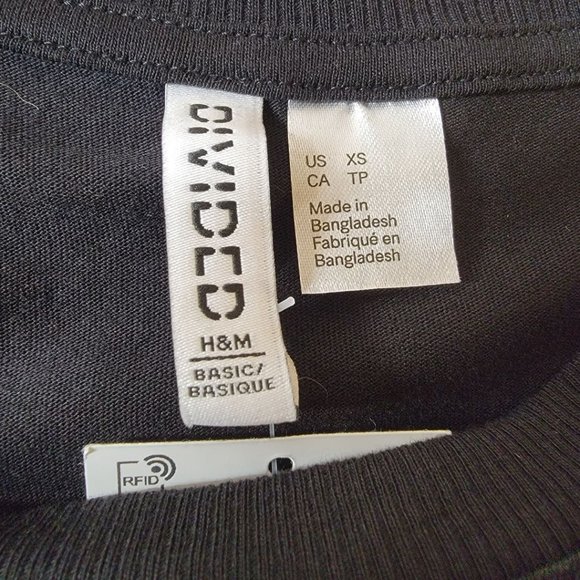 DIVIDED
H&M
BASIC/
BASIQUE
US XS
CA TP
Made in
Bangladesh
Fabriqué en
Bangladesh
RFID